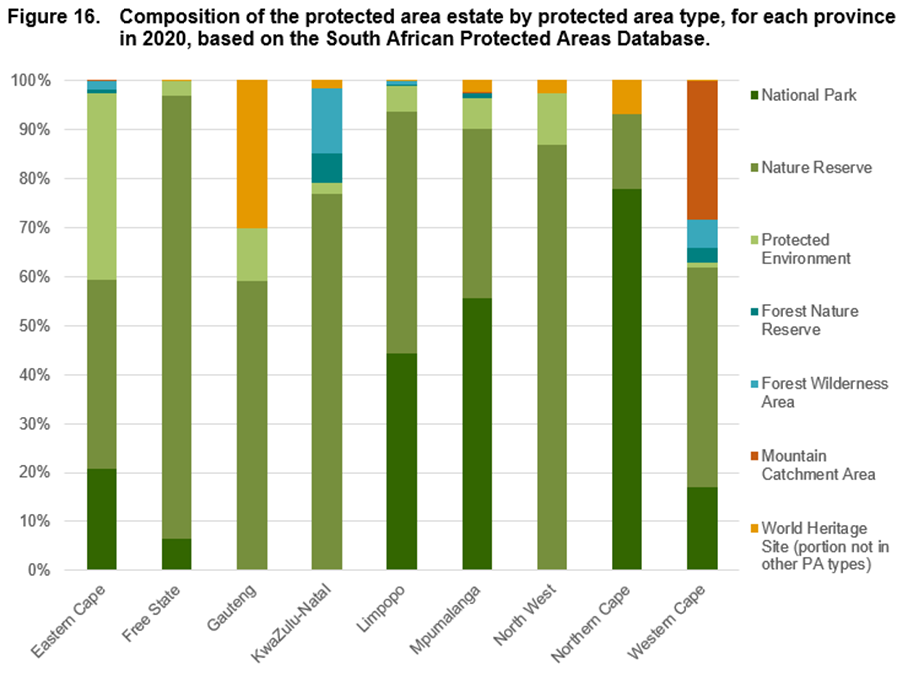 Figure 16. Composition of the protected area estate by protected area type, for each province
in 2020, based on the South African Protected Areas Database.
100%
90%
80%
70%
60%
50%
40%
30%
20%
10%
0%
Eastern Cape
Free State
Gauteng
KwaZulu-Natal
Limpopo
Mpumalanga
North West
Northern Cape
Western Cape
National Park
Nature Reserve
Protected
Environment
Forest Nature
Reserve
Forest Wilderness
Area
Mountain
Catchment Area
World Heritage
Site (portion not in
other PA types)